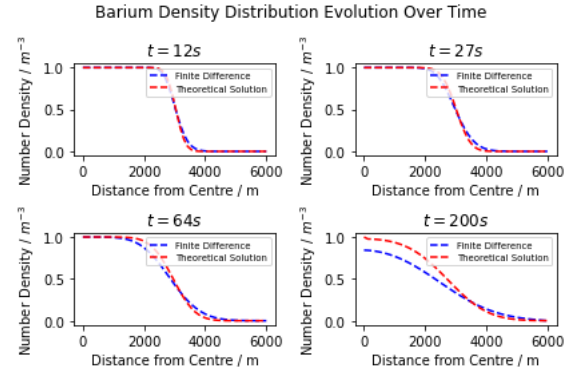 Barium Density Distribution Evolution Over Time
t = 12s
Number Density / m⁻³
1.0
0.5
0.0
Finite Difference
Theoretical Solution
0 2000 4000 6000
Distance from Centre / m
t = 27s
Number Density / m⁻³
1.0
0.5
0.0
Finite Difference
Theoretical Solution
0 2000 4000 6000
Distance from Centre / m
t = 64s
Number Density / m⁻³
1.0
0.5
0.0
Finite Difference
Theoretical Solution
0 2000 4000 6000
Distance from Centre / m
t = 200s
Number Density / m⁻³
1.0
0.5
0.0
Finite Difference
Theoretical Solution
0 2000 4000 6000
Distance from Centre / m